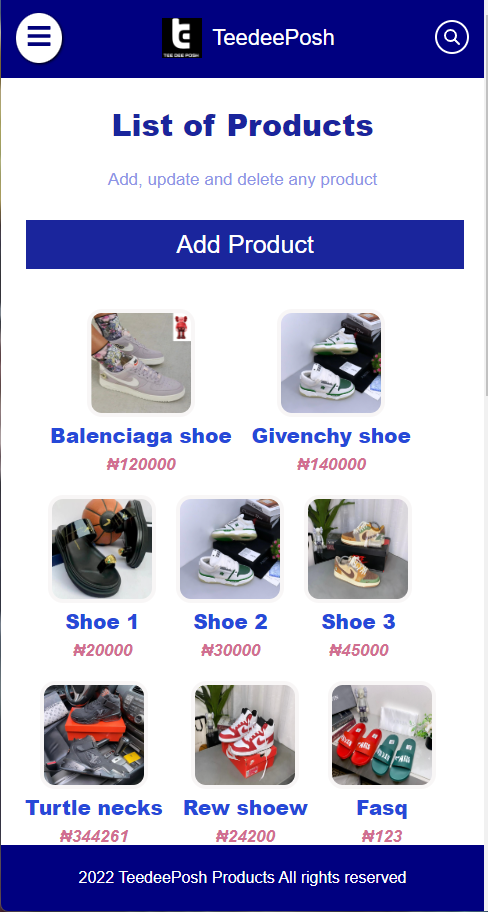 TEE DEE POSH
TeedeePosh
List of Products
Add, update and delete any product
Add Product
Balenciaga shoe
Givenchy shoe
₦120000
₦140000
Shoe 1
Shoe 2
Shoe 3
₦20000
₦30000
₦45000
Turtle necks
Rew shoew
Fasq
₦344261
₦24200
₦123
2022 TeedeePosh Products All rights reserved